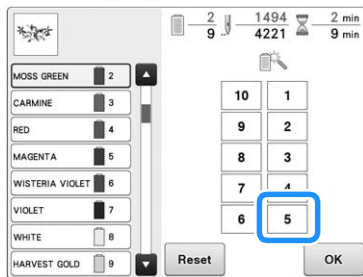 2 1494 2 min
9 4221 9 min
MOSS GREEN 2
CARMINE 3
RED 4
MAGENTA 5
WISTERIA VIOLET 6
VIOLET 7
WHITE 8
HARVEST GOLD 9
10 1
9 2
8 3
7 4
6 5
Reset OK